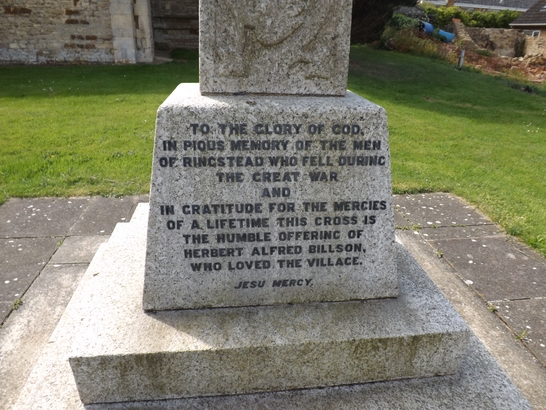 TO THE GLORY OF GOD,
IN PIOUS MEMORY OF THE MEN
OF RINGSTEAD WHO FELL DURING
THE GREAT WAR
AND
IN GRATITUDE FOR THE MERCIES
OF A LIFETIME THIS CROSS IS
THE HUMBLE OFFERING OF
HERBERT ALFRED BILLSON,
WHO LOVED THE VILLAGE.
JESU MERCY.